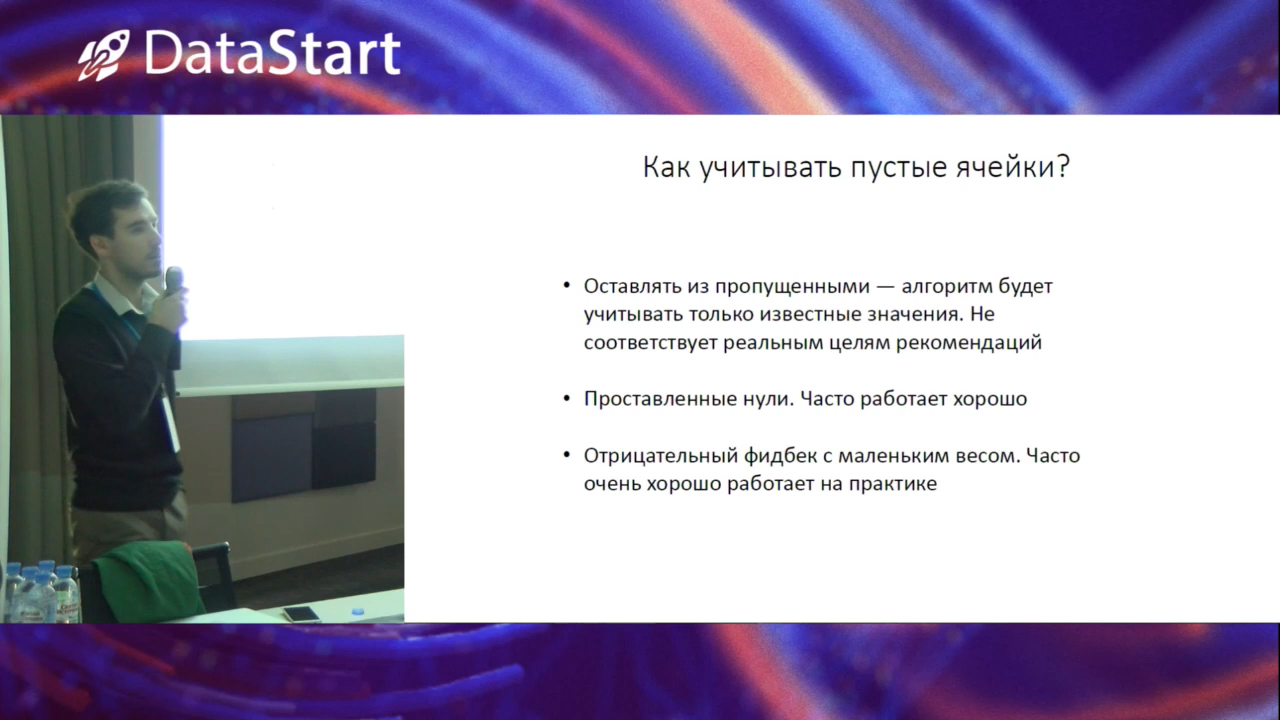 DataStart
Как учитывать пустые ячейки?
• Оставлять из пропущенными — алгоритм будет
учитывать только известные значения. Не
соответствует реальным целям рекомендаций
• Проставленные нули. Часто работает хорошо
• Отрицательный фидбек с маленьким весом. Часто
очень хорошо работает на практике